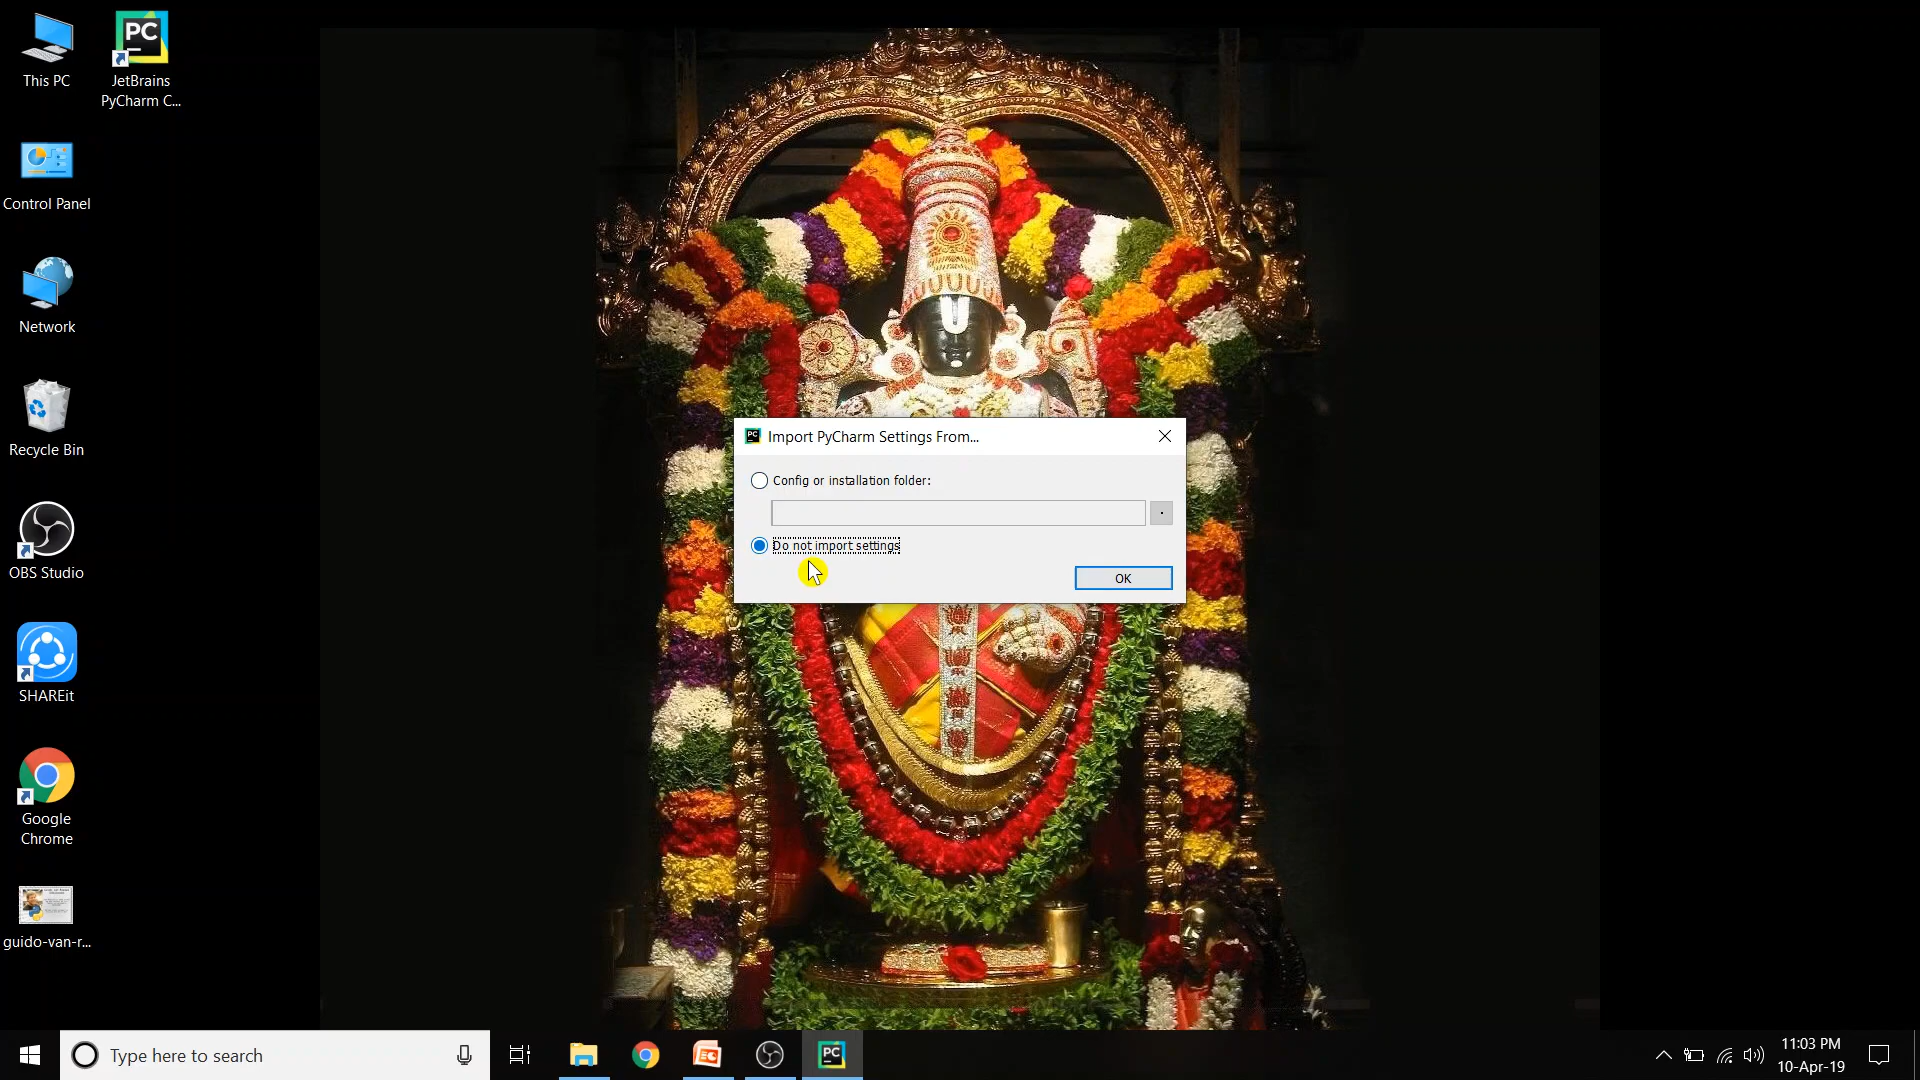 This PC
JetBrains
PyCharm C...
Control Panel
Network
Recycle Bin
OBS Studio
SHAREit
Google
Chrome
guido-van-r...
Import PyCharm Settings From...
Config or installation folder:
Do not import settings
OK
Type here to search
11:03 PM
10-Apr-19